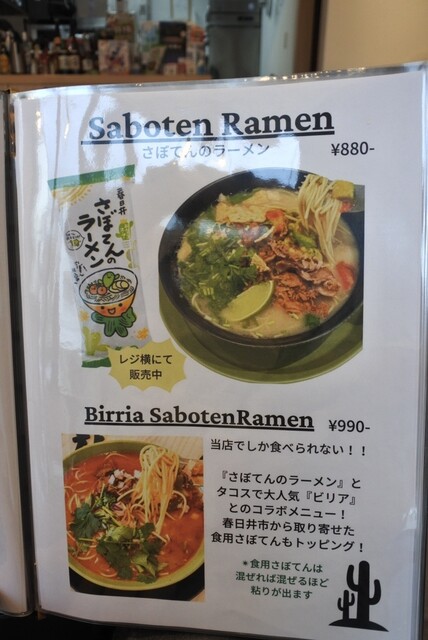 Saboten Ramen
さぼてんのラーメン ¥880-
春日井
さぼてんの
ラーメン
レジ横にて
販売中
Birria SabotenRamen ¥990-
当店でしか食べられない！！
『さぼてんのラーメン』と
タコスで大人気『ビリア』
とのコラボメニュー！
春日井市から取り寄せた
食用さぼてんもトッピング！
＊食用さぼてんは
混ぜれば混ぜるほど
粘りが出ます